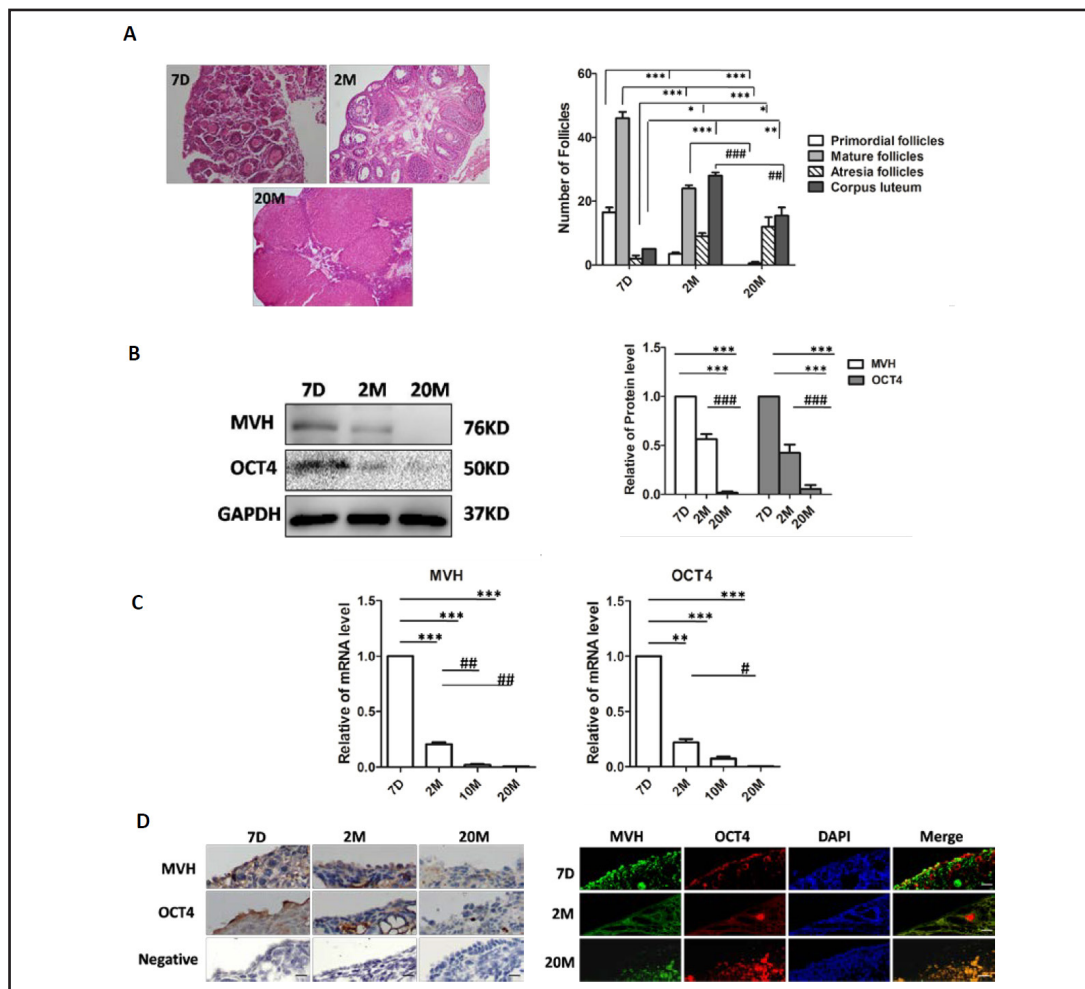 A
7D
2M
20M
Number of Follicles
60
40
20
0
7D
2M
20M
*** ***
*** ***
* *
*** **
###
##
Primordial follicles
Mature follicles
Atresia follicles
Corpus luteum
B
7D 2M 20M
MVH 76KD
OCT4 50KD
GAPDH 37KD
Relative of Protein level
1.5
1.0
0.5
0.0
*** ***
*** ***
### ###
7D 2M 20M 7D 2M 20M
MVH
OCT4
C
MVH
Relative of mRNA level
1.5
1.0
0.5
0.0
***
***
***
##
##
7D 2M 10M 20M
OCT4
Relative of mRNA level
1.5
1.0
0.5
0.0
***
***
**
#
7D 2M 10M 20M
D
7D 2M 20M
MVH
OCT4
Negative
MVH OCT4 DAPI Merge
7D
2M
20M